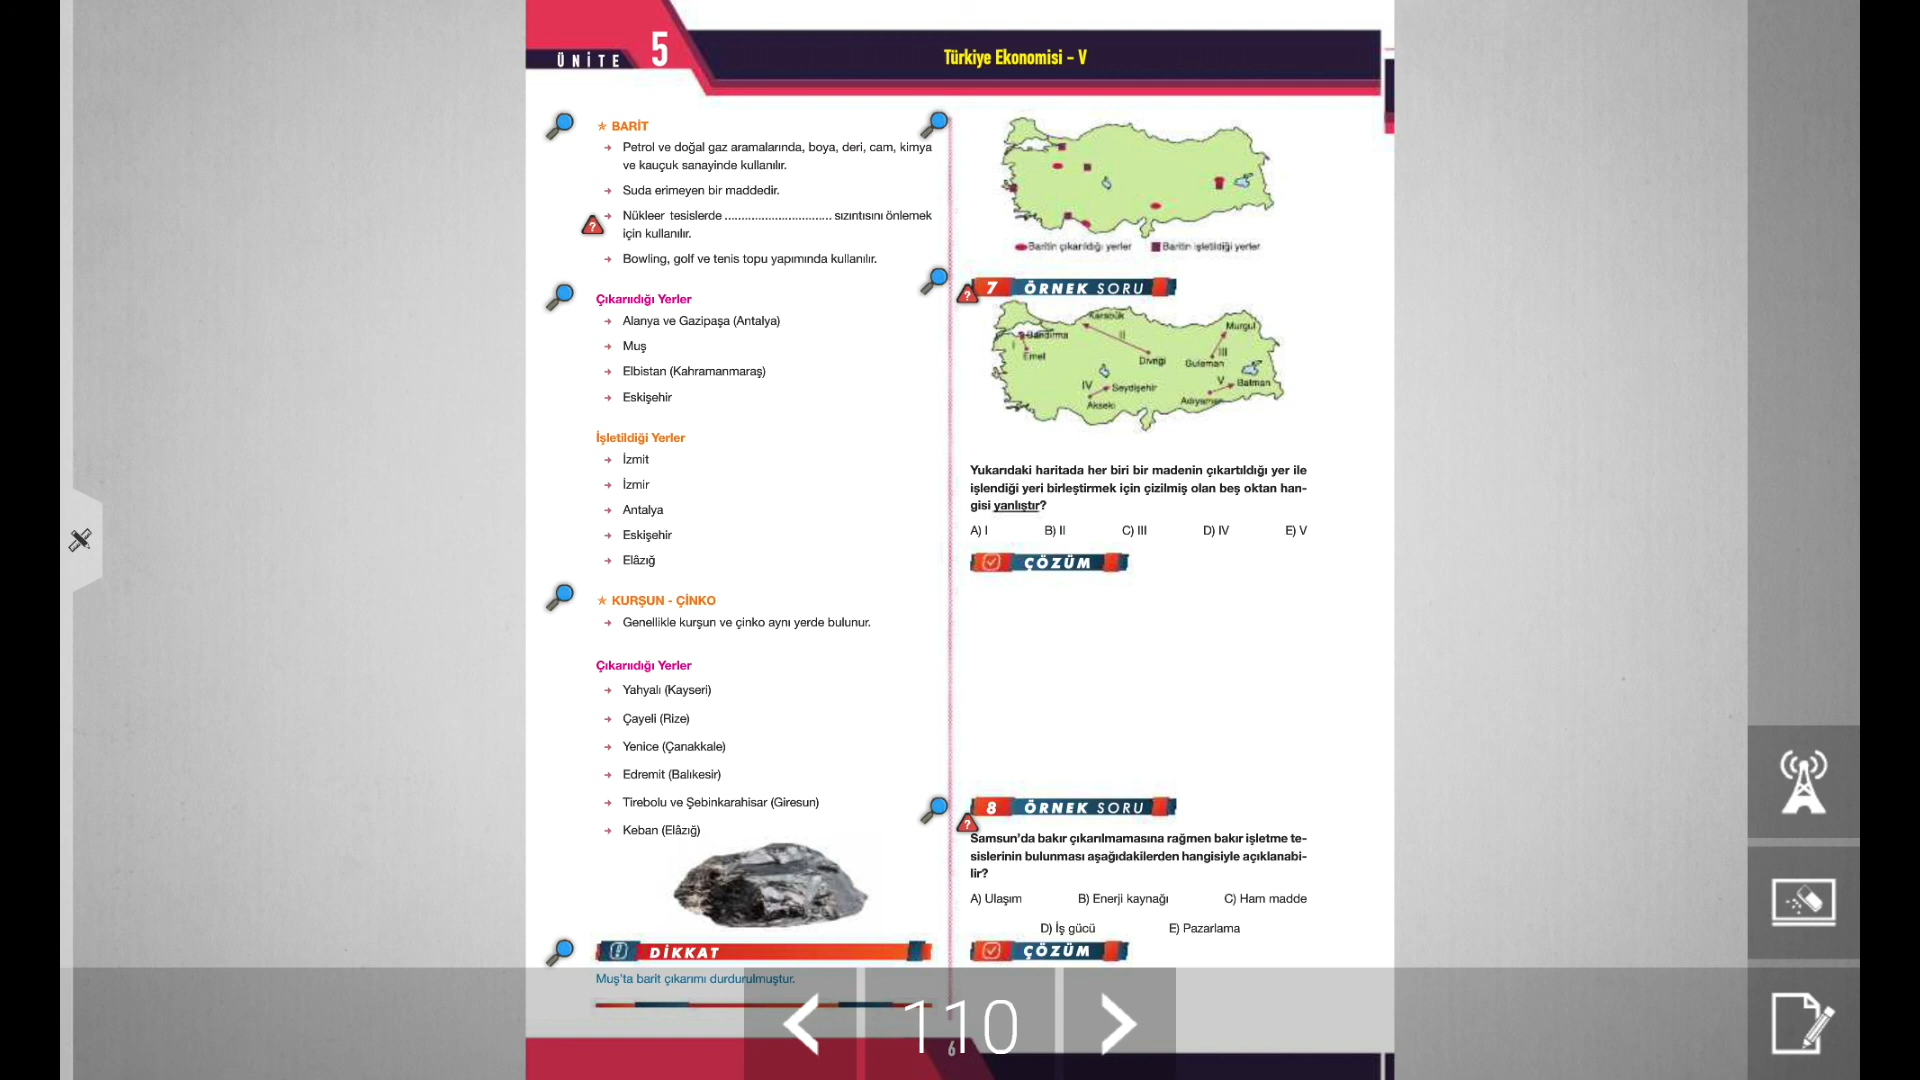 ÜNİTE 5
Türkiye Ekonomisi – V
★ BARİT
→ Petrol ve doğal gaz aramalarında, boya, deri, cam, kimya
ve kauçuk sanayinde kullanılır.
→ Suda erimeyen bir maddedir.
→ Nükleer tesislerde ................................ sızıntısını önlemek
için kullanılır.
→ Bowling, golf ve tenis topu yapımında kullanılır.
Çıkarııdığı Yerler
→ Alanya ve Gazipaşa (Antalya)
→ Muş
→ Elbistan (Kahramanmaraş)
→ Eskişehir
İşletildiği Yerler
→ İzmit
→ İzmir
→ Antalya
→ Eskişehir
→ Elâzığ
★ KURŞUN - ÇİNKO
→ Genellikle kurşun ve çinko aynı yerde bulunur.
Çıkarııdığı Yerler
→ Yahyalı (Kayseri)
→ Çayeli (Rize)
→ Yenice (Çanakkale)
→ Edremit (Balıkesir)
→ Tirebolu ve Şebinkarahisar (Giresun)
→ Keban (Elâzığ)
DİKKAT
Muş'ta barit çıkarımı durdurulmuştur.
Baritin çıkarıldığı yerler
Baritin işletildiği yerler
7 ÖRNEK SORU
Karabük
Murgul
Bandırma
II
I
Emet
Divriği
III
Guleman
IV
Seydişehir
V
Batman
Akseki
Adıyaman
Yukarıdaki haritada her biri bir madenin çıkartıldığı yer ile
işlendiği yeri birleştirmek için çizilmiş olan beş oktan han-
gisi yanlıştır?
A) I B) II C) III D) IV E) V
ÇÖZÜM
8 ÖRNEK SORU
Samsun'da bakır çıkarılmamasına rağmen bakır işletme te-
sislerinin bulunması aşağıdakilerden hangisiyle açıklanabi-
lir?
A) Ulaşım B) Enerji kaynağı C) Ham madde
D) İş gücü E) Pazarlama
ÇÖZÜM
110
6